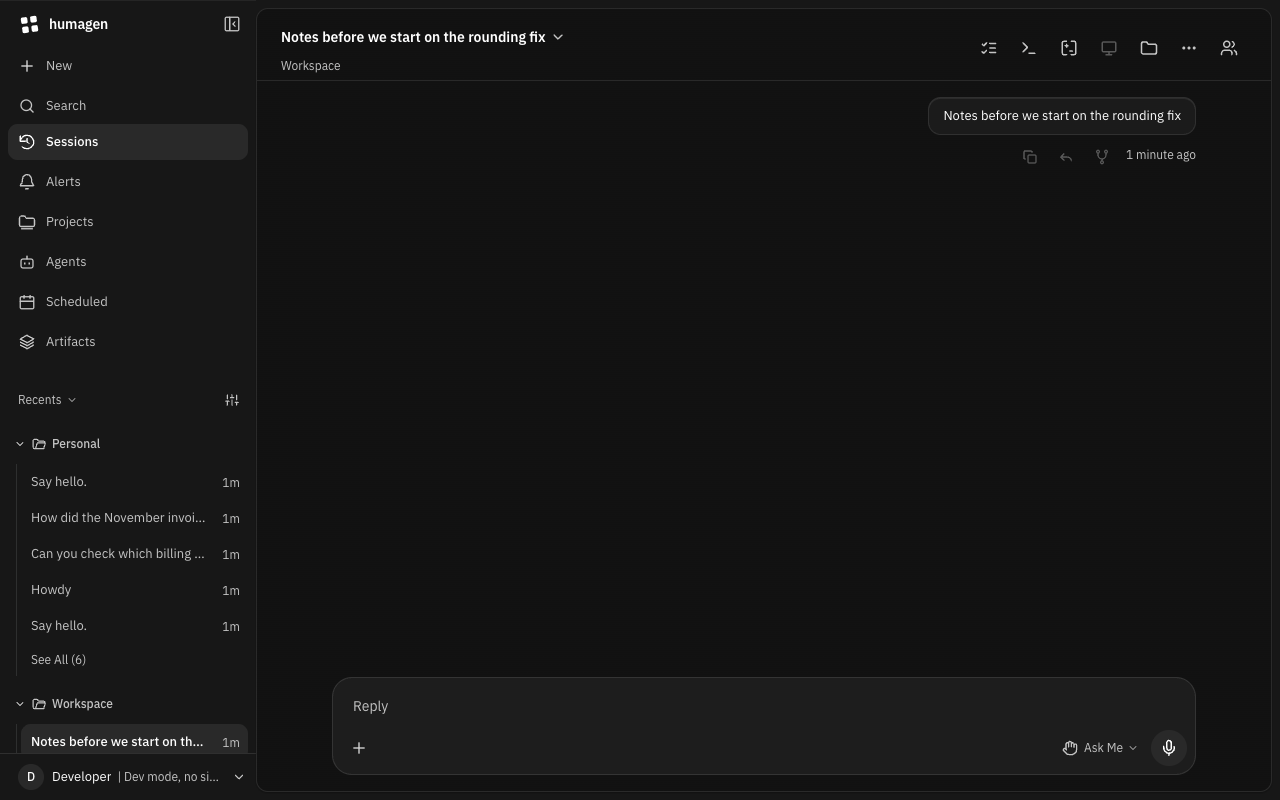 humagen
New
Search
Sessions
Alerts
Projects
Agents
Scheduled
Artifacts
Recents
Personal
Say hello. 1m
How did the November invoi... 1m
Can you check which billing ... 1m
Howdy 1m
Say hello. 1m
See All (6)
Workspace
Notes before we start on th... 1m
D Developer | Dev mode, no si...
Notes before we start on the rounding fix
Workspace
Notes before we start on the rounding fix
1 minute ago
Reply
Ask Me